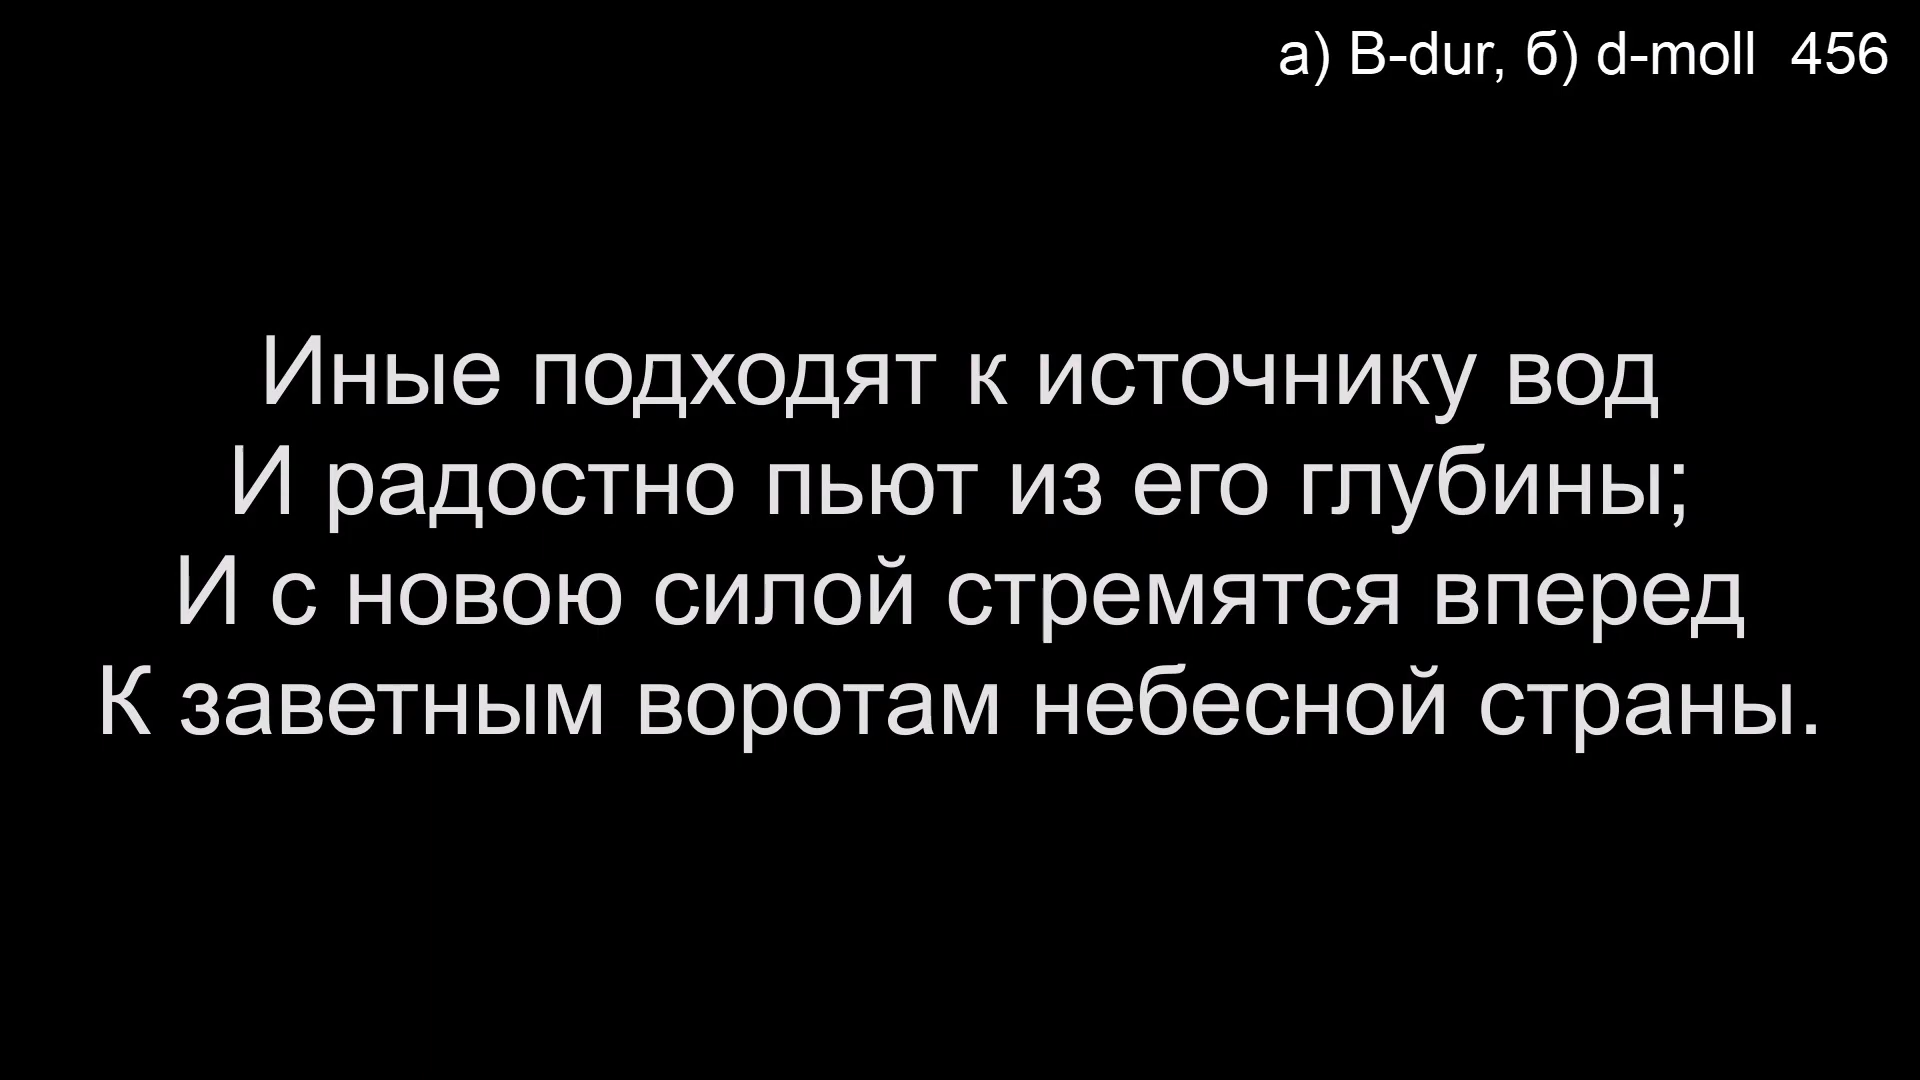 а) B-dur, б) d-moll 456
Иные подходят к источнику вод
И радостно пьют из его глубины;
И с новою силой стремятся вперед
К заветным воротам небесной страны.